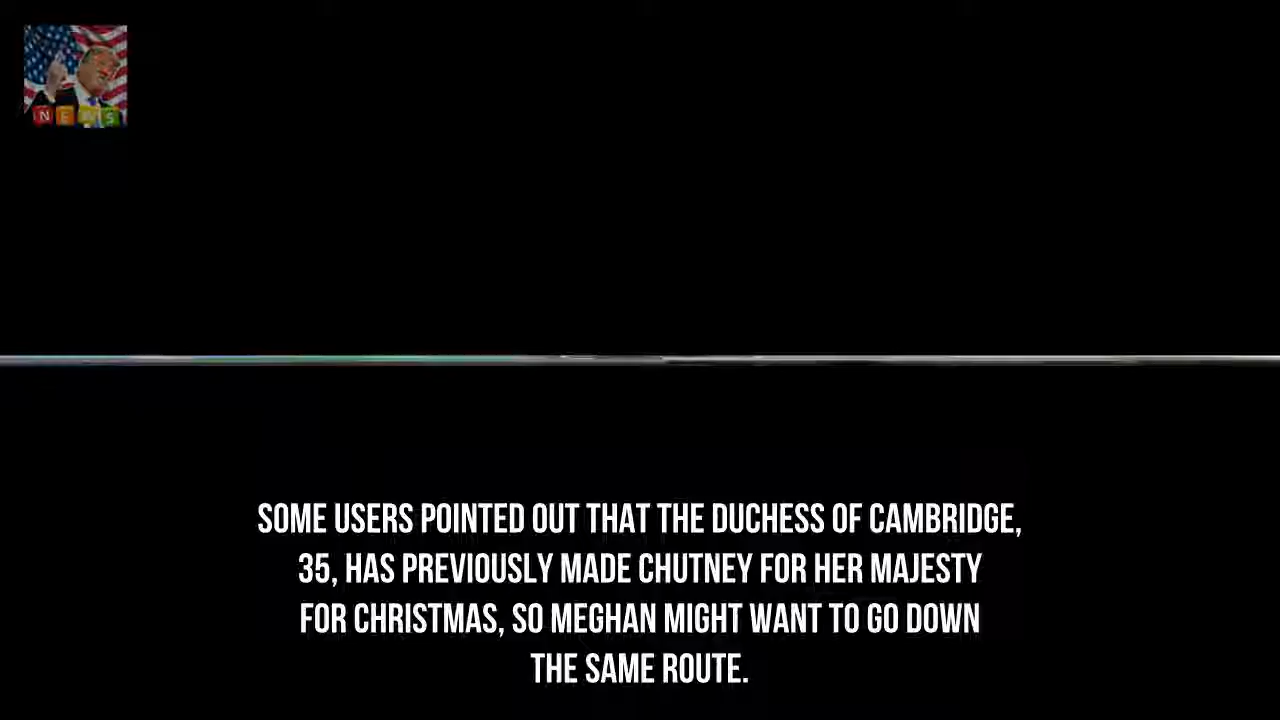 NEWS
SOME USERS POINTED OUT THAT THE DUCHESS OF CAMBRIDGE,
35, HAS PREVIOUSLY MADE CHUTNEY FOR HER MAJESTY
FOR CHRISTMAS, SO MEGHAN MIGHT WANT TO GO DOWN
THE SAME ROUTE.